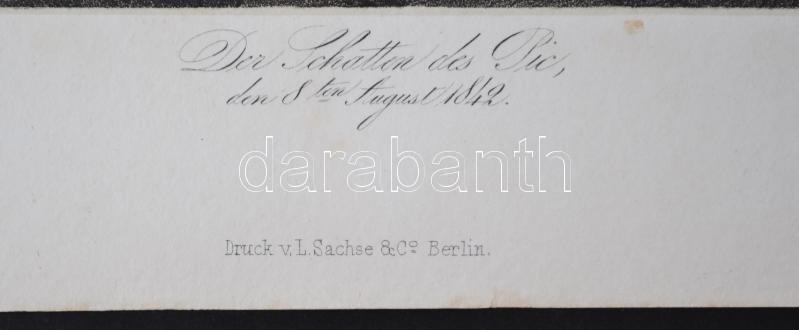 Der Schatten des Pic,
den 8ten August 1842.
darabanth
Druck v. L. Sachse & Co. Berlin.